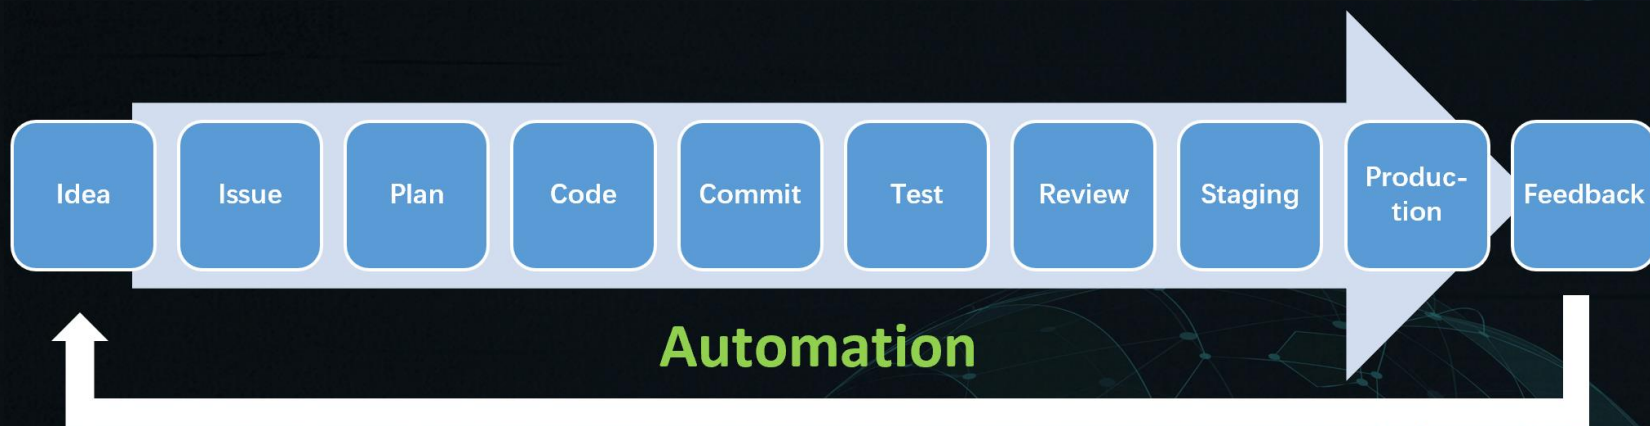 Idea
Issue
Plan
Code
Commit
Test
Review
Staging
Produc-
tion
Feedback
Automation